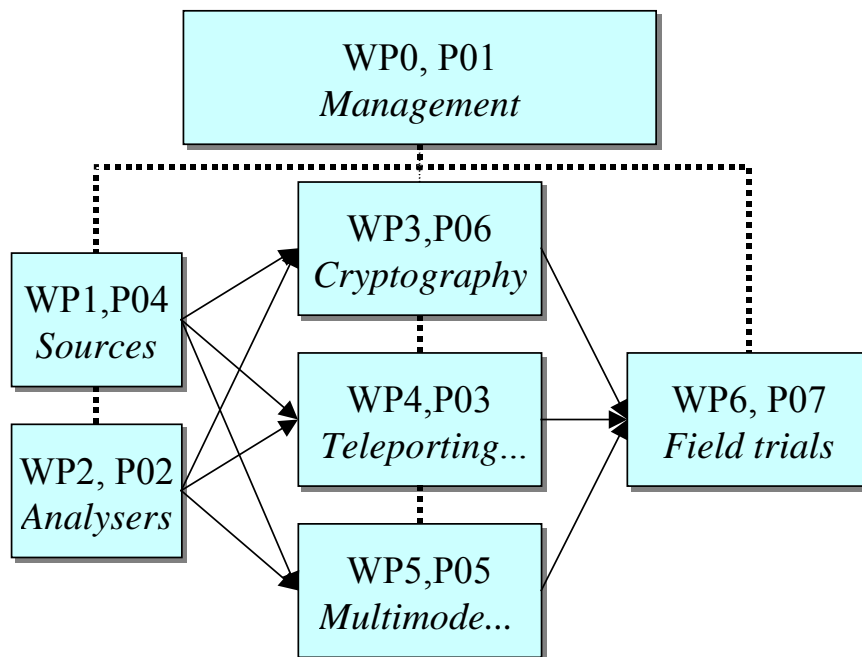 WP0, P01
Management
WP3,P06
Cryptography
WP1,P04
Sources
WP4,P03
Teleporting...
WP6, P07
Field trials
WP2, P02
Analysers
WP5,P05
Multimode...